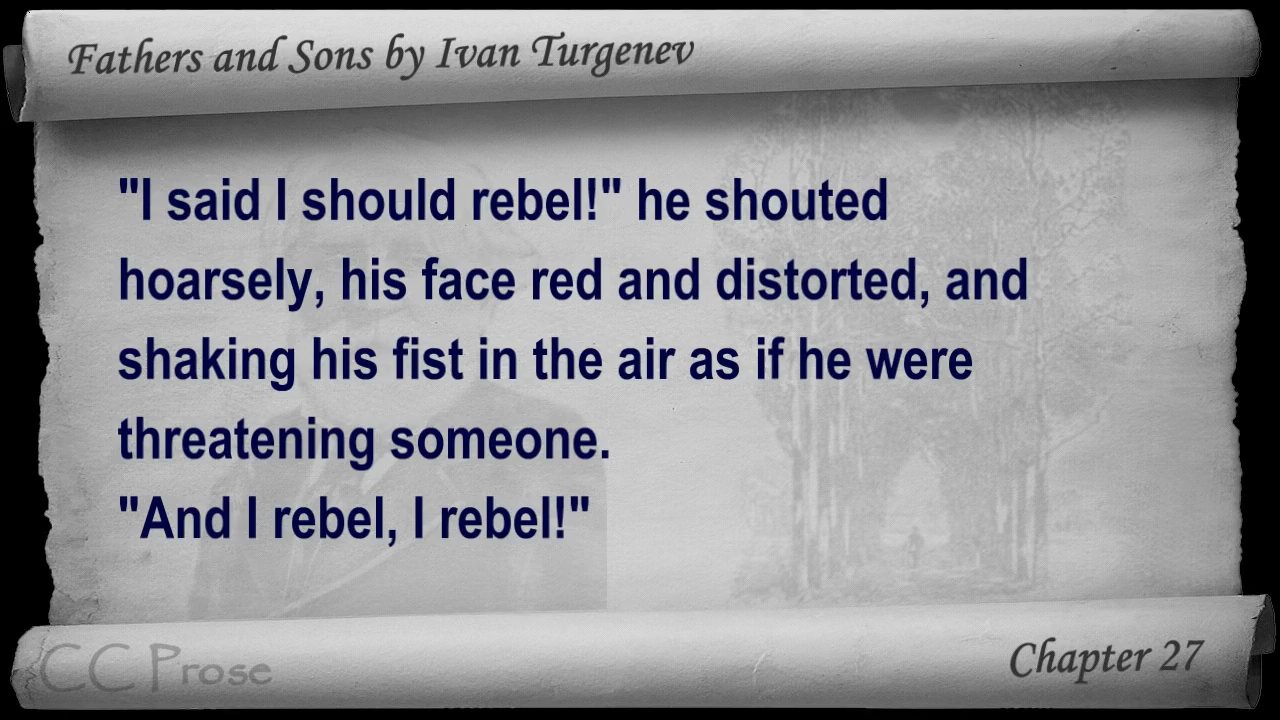 Fathers and Sons by Ivan Turgenev
"I said I should rebel!" he shouted
hoarsely, his face red and distorted, and
shaking his fist in the air as if he were
threatening someone.
"And I rebel, I rebel!"
CC Prose
Chapter 27